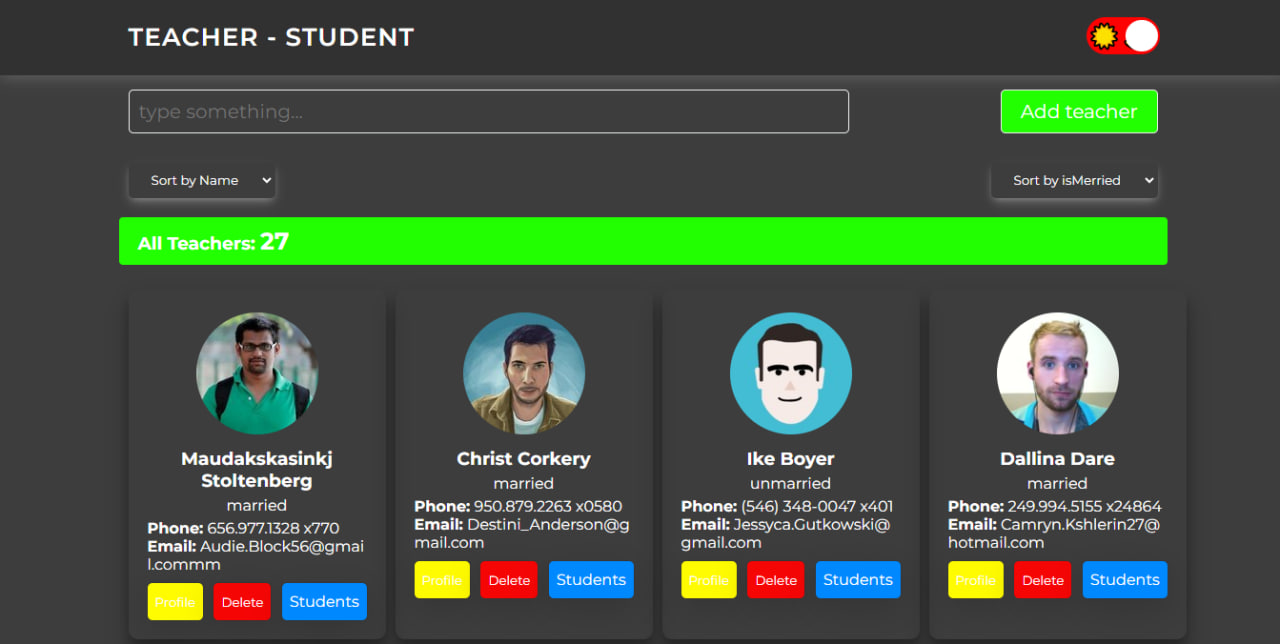 TEACHER - STUDENT
type something...
Add teacher
Sort by Name
Sort by isMerried
All Teachers: 27
Maudakskasinkj
Stoltenberg
married
Phone: 656.977.1328 x770
Email: Audie.Block56@gmai
l.commm
Profile
Delete
Students
Christ Corkery
married
Phone: 950.879.2263 x0580
Email: Destini_Anderson@g
mail.com
Profile
Delete
Students
Ike Boyer
unmarried
Phone: (546) 348-0047 x401
Email: Jessyca.Gutkowski@
gmail.com
Profile
Delete
Students
Dallina Dare
married
Phone: 249.994.5155 x24864
Email: Camryn.Kshlerin27@
hotmail.com
Profile
Delete
Students